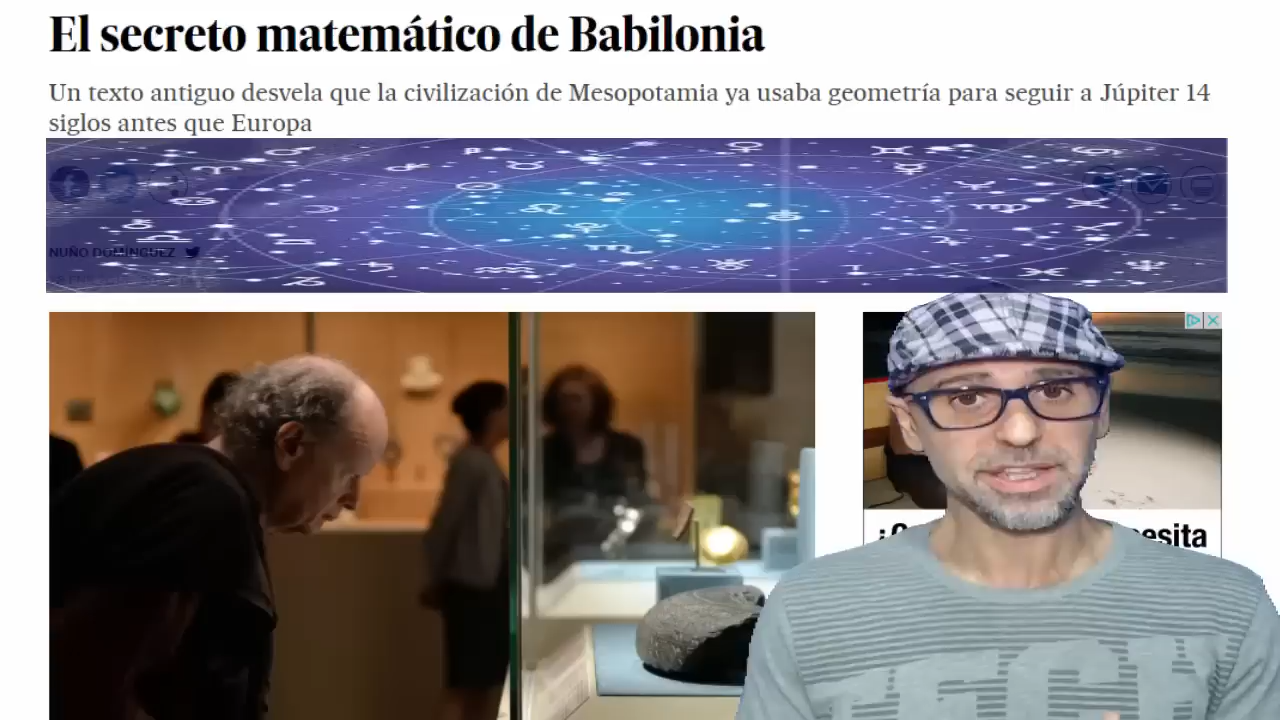 El secreto matemático de Babilonia
Un texto antiguo desvela que la civilización de Mesopotamia ya usaba geometría para seguir a Júpiter 14
siglos antes que Europa
NUÑO DOMÍNGUEZ
esita